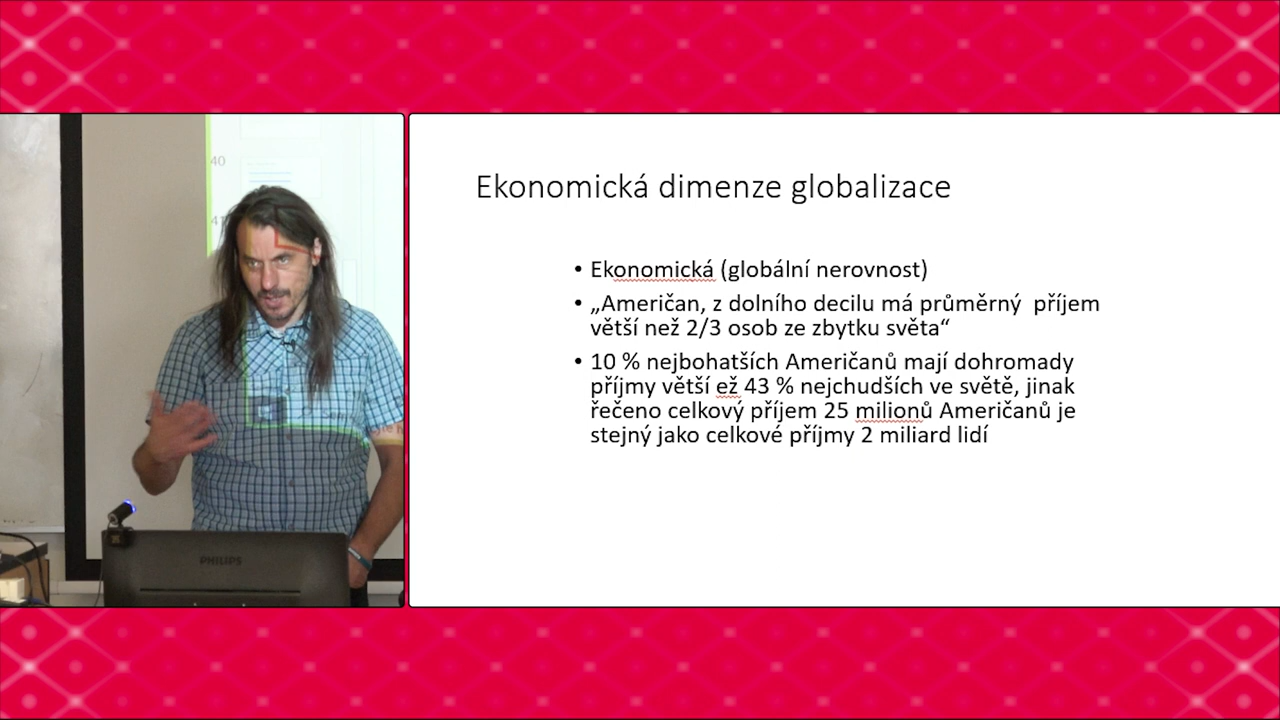 40
41
PHILIPS
Ekonomická dimenze globalizace
• Ekonomická (globální nerovnost)
• „Američan, z dolního decilu má průměrný  příjem
větší než 2/3 osob ze zbytku světa“
• 10 % nejbohatších Američanů mají dohromady
příjmy větší ež 43 % nejchudších ve světě, jinak
řečeno celkový příjem 25 milionů Američanů je
stejný jako celkové příjmy 2 miliard lidí